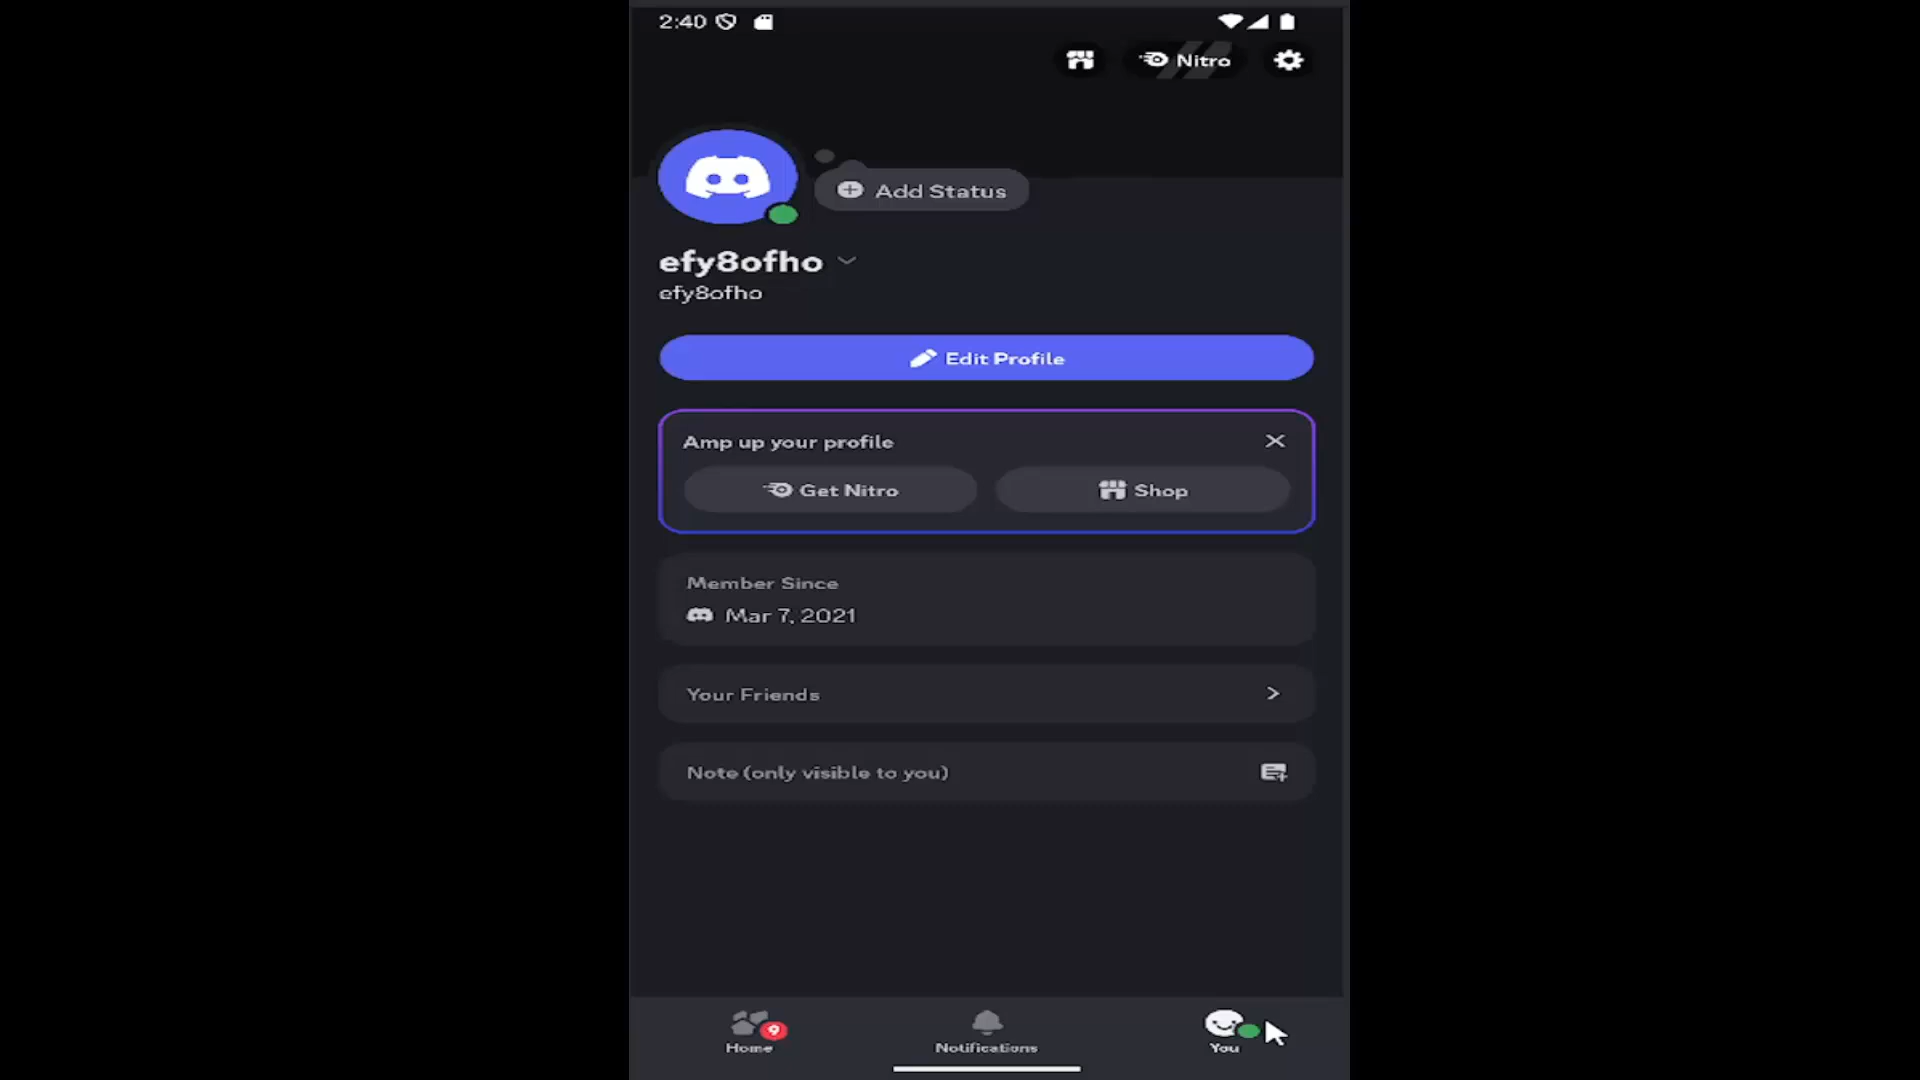 2:40
Nitro
Add Status
efy8ofho
efy8ofho
Edit Profile
Amp up your profile
Get Nitro
Shop
Member Since
Mar 7, 2021
Your Friends
Note (only visible to you)
9
Home
Notifications
You